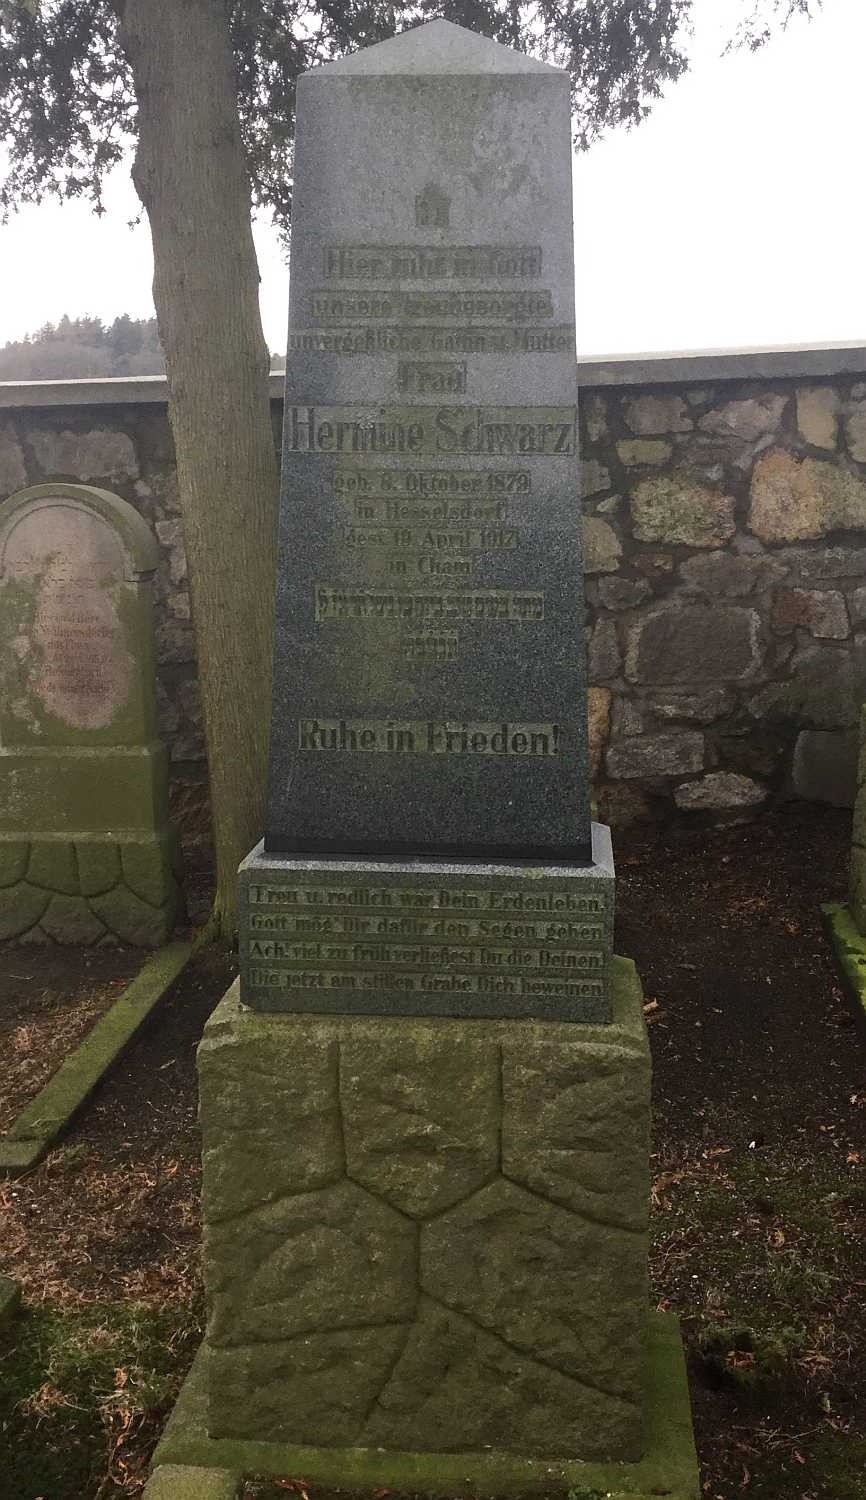 פ״נ
Hier ruht in Gott
unsere treubesorgte,
unvergeßliche Gattin u. Mutter
Frau
Hermine Schwarz
geb. 8. Oktober 1879
in Hesselsdorf
gest. 19. April 1917
in Cham
תנצבה
Ruhe in Frieden!
Treu u. redlich war Dein Erdenleben,
Gott mög' Dir dafür den Segen geben
Ach! viel zu früh verließest Du die Deinen
Die jetzt am stillen Grabe Dich beweinen.